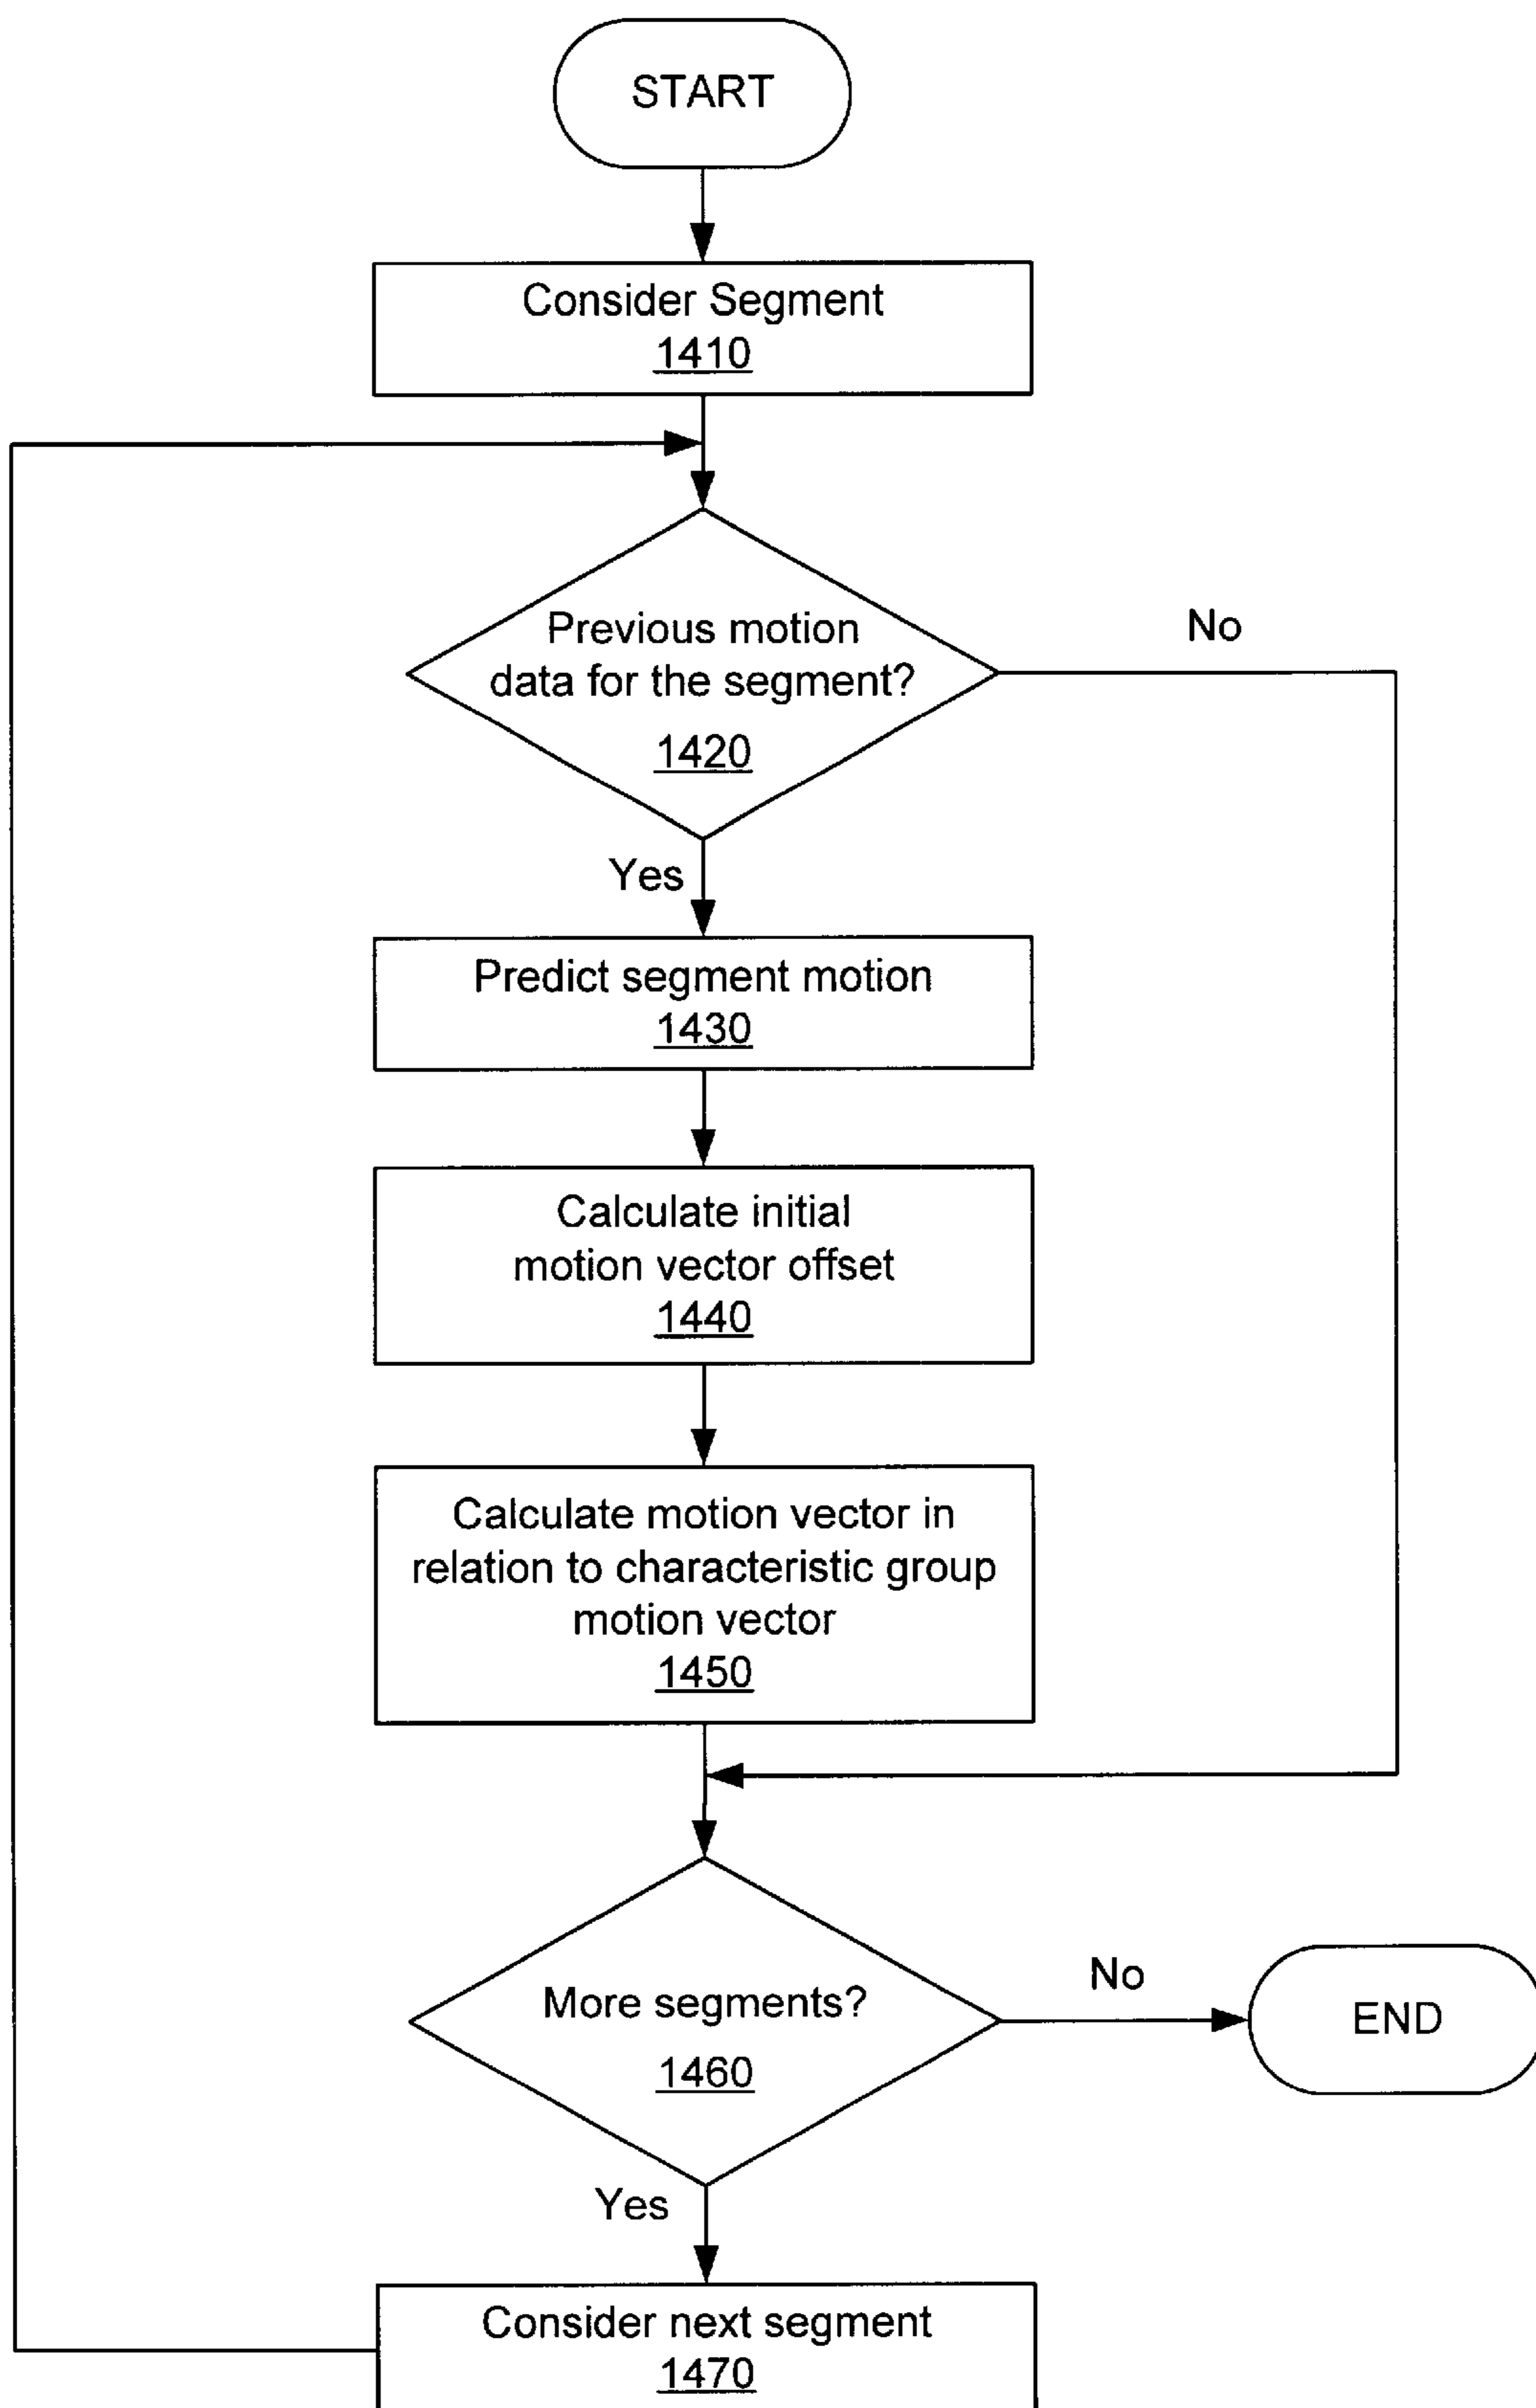 START
Consider Segment
1410
Previous motion
data for the segment?
1420
No
Yes
Predict segment motion
1430
Calculate initial
motion vector offset
1440
Calculate motion vector in
relation to characteristic group
motion vector
1450
More segments?
1460
No
END
Yes
Consider next segment
1470